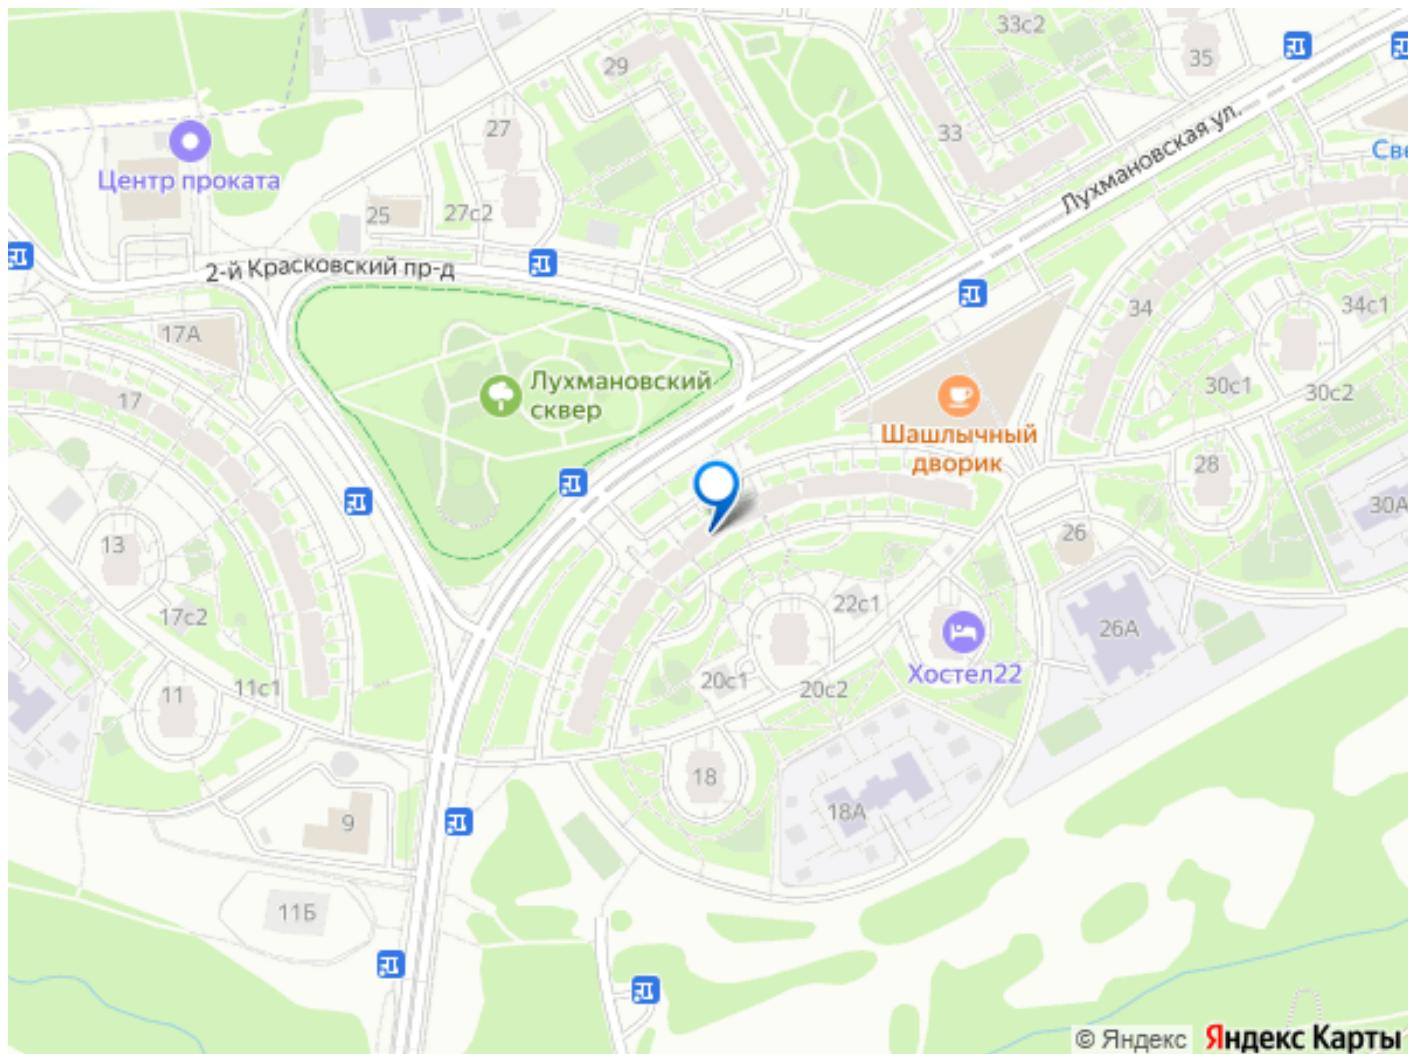 33с2
35
29
27
33
Лухмановская ул.
Све
Центр проката
25
27с2
2-й Красковский пр-д
34
34с1
17А
Лухмановский
сквер
17
30с1
30с2
Шашлычный
дворик
28
30А
13
26
22с1
26А
17с2
Хостел22
11
11с1
20с1
20с2
18
18А
9
11Б
© Яндекс
Яндекс Карты